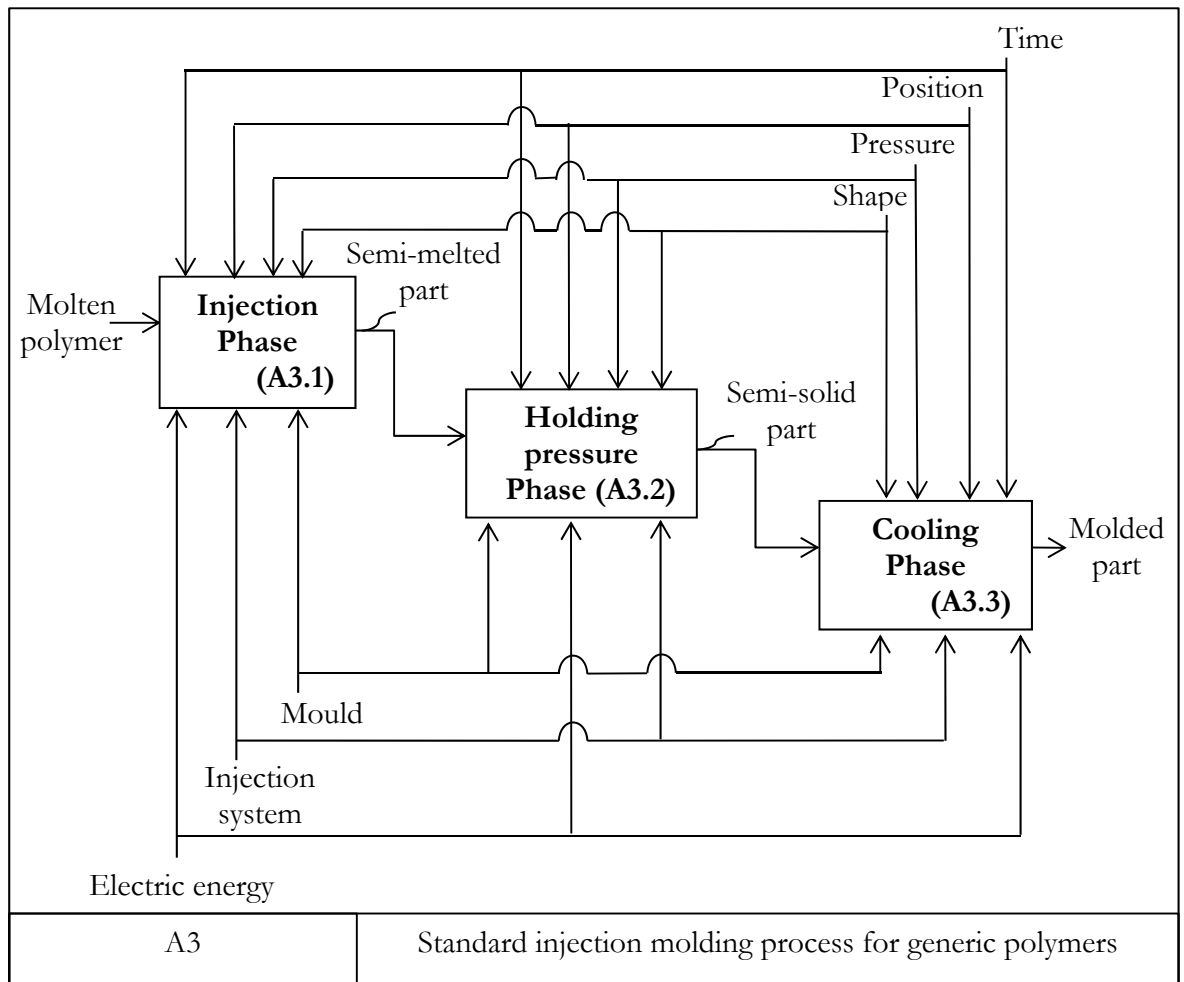 Time
Position
Pressure
Shape
Semi-melted
part
Molten
polymer
Injection
Phase
(A3.1)
Semi-solid
part
Holding
pressure
Phase (A3.2)
Cooling
Phase
(A3.3)
Molded
part
Mould
Injection
system
Electric energy
A3
Standard injection molding process for generic polymers